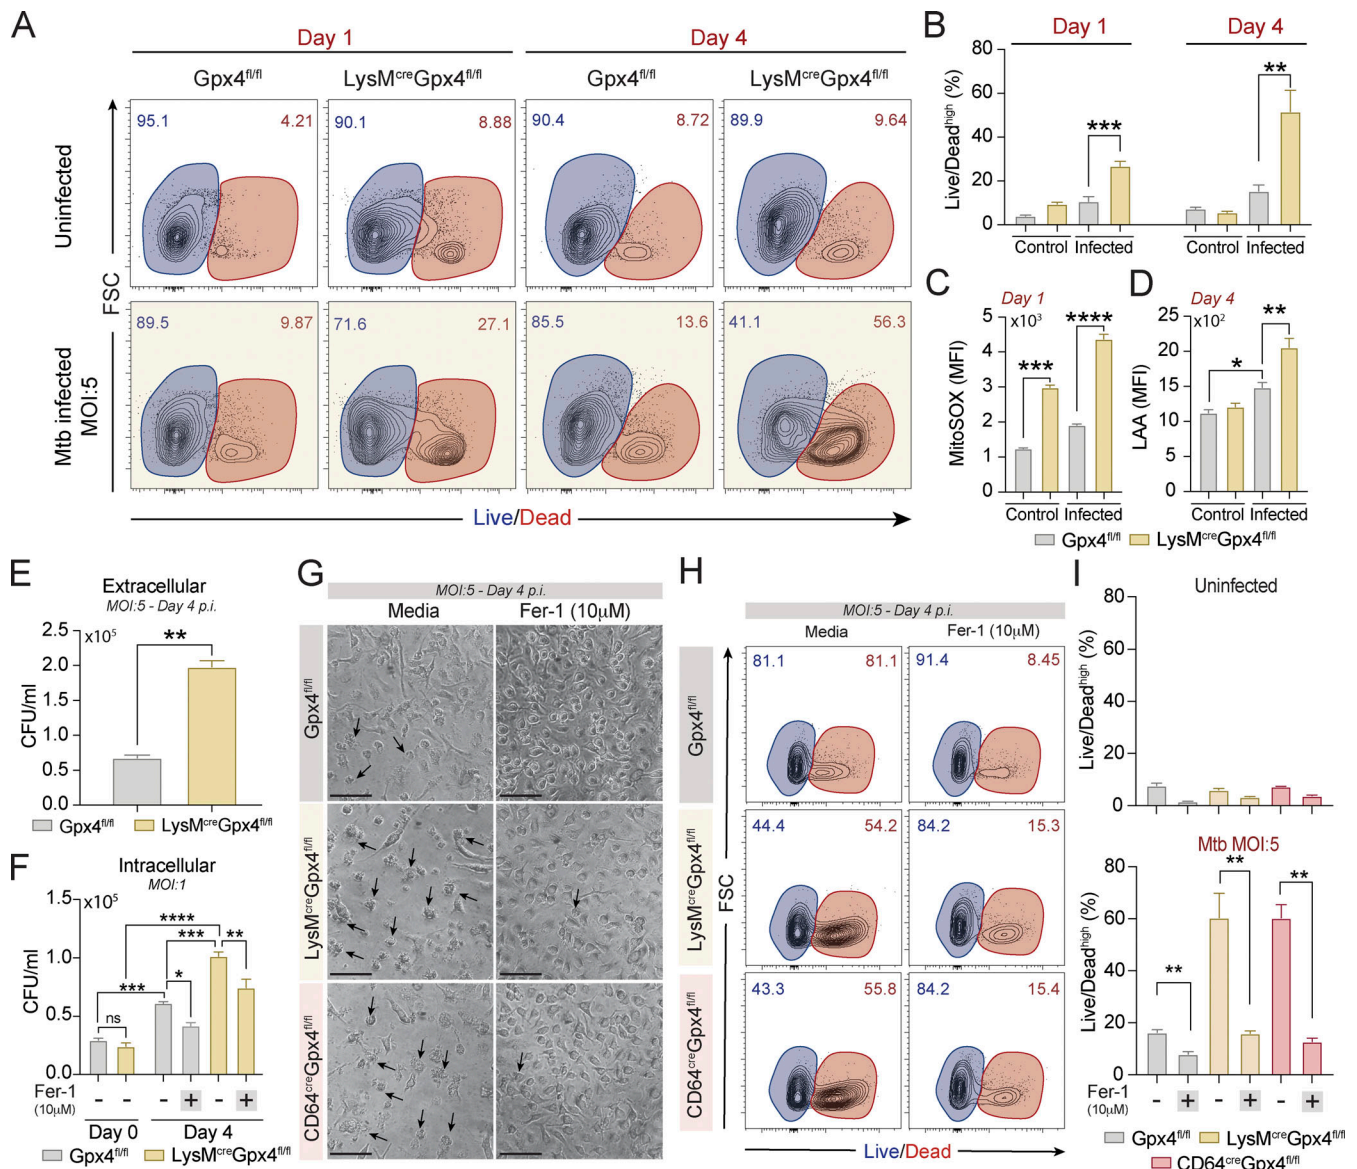 A
Day 1
Day 4
Gpx4fl/fl
LysMcreGpx4fl/fl
Gpx4fl/fl
LysMcreGpx4fl/fl
Uninfected
95.1 4.21
90.1 8.88
90.4 8.72
89.9 9.64
FSC
Mtb infected
MOI:5
89.5 9.87
71.6 27.1
85.5 13.6
41.1 56.3
Live/Dead
B
Day 1
Day 4
Live/Deadhigh (%)
80
60
40
20
0
***
**
Control Infected
Control Infected
C
Day 1
x10³
MitoSOX (MFI)
5
4
3
2
1
0
***
****
Control Infected
D
Day 4
x10²
LAA (MFI)
25
20
15
10
5
0
*
**
Control Infected
Gpx4fl/fl LysMcreGpx4fl/fl
E
Extracellular
MOI:5 - Day 4 p.i.
x10⁵
CFU/ml
2.5
2.0
1.5
1.0
0.5
0.0
**
Gpx4fl/fl LysMcreGpx4fl/fl
F
Intracellular
MOI:1
x10⁵
CFU/ml
1.5
1.0
0.5
0.0
ns
***
*
***
****
**
Fer-1
(10µM)
- - - + - +
Day 0 Day 4
Gpx4fl/fl LysMcreGpx4fl/fl
G
MOI:5 - Day 4 p.i.
Media Fer-1 (10µM)
Gpx4fl/fl
LysMcreGpx4fl/fl
CD64creGpx4fl/fl
H
MOI:5 - Day 4 p.i.
Media Fer-1 (10µM)
Gpx4fl/fl
81.1 81.1
91.4 8.45
LysMcreGpx4fl/fl
44.4 54.2
84.2 15.3
CD64creGpx4fl/fl
43.3 55.8
84.2 15.4
FSC
Live/Dead
I
Uninfected
Live/Deadhigh (%)
80
60
40
20
0
Mtb MOI:5
Live/Deadhigh (%)
80
60
40
20
0
**
**
**
Fer-1
(10µM)
- + - + - +
Gpx4fl/fl LysMcreGpx4fl/fl
CD64creGpx4fl/fl